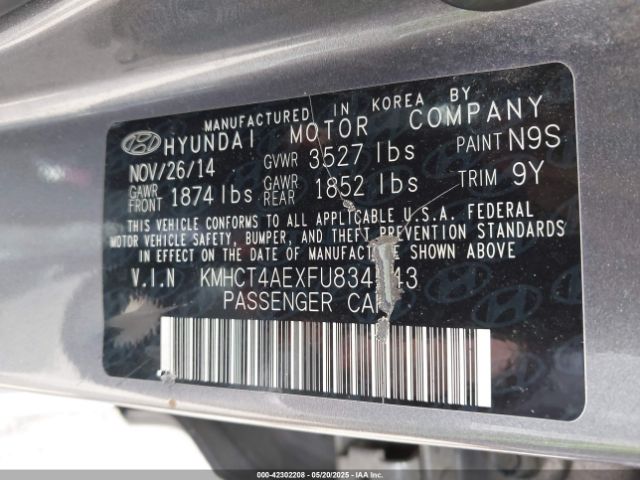 MANUFACTURED IN KOREA BY
HYUNDAI MOTOR COMPANY
NOV/26/14 GVWR 3527 lbs PAINT N9S
GAWR FRONT 1874 lbs GAWR REAR 1852 lbs TRIM 9Y
THIS VEHICLE CONFORMS TO ALL APPLICABLE U.S.A. FEDERAL
MOTOR VEHICLE SAFETY, BUMPER, AND THEFT PREVENTION STANDARDS
IN EFFECT ON THE DATE OF MANUFACTURE SHOWN ABOVE
V.I.N
PASSENGER
000-42302208 - 05/20/2025 - IAAI.COM